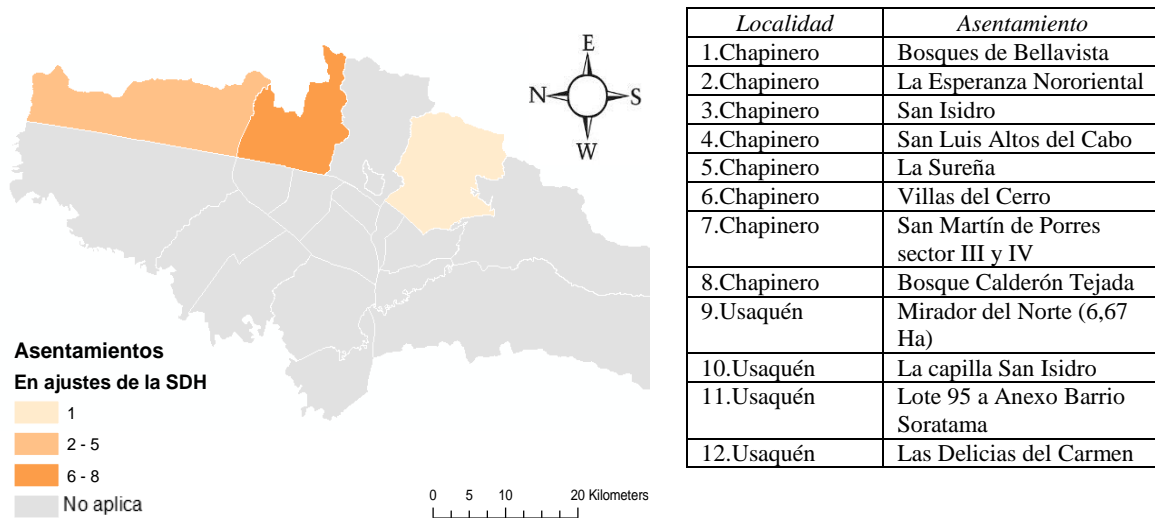 E
N
S
W
Asentamientos
En ajustes de la SDH
1
2 - 5
6 - 8
No aplica
0 5 10 20 Kilometers
Localidad Asentamiento
1.Chapinero Bosques de Bellavista
2.Chapinero La Esperanza Nororiental
3.Chapinero San Isidro
4.Chapinero San Luis Altos del Cabo
5.Chapinero La Sureña
6.Chapinero Villas del Cerro
7.Chapinero San Martín de Porres
sector III y IV
8.Chapinero Bosque Calderón Tejada
9.Usaquén Mirador del Norte (6,67
Ha)
10.Usaquén La capilla San Isidro
11.Usaquén Lote 95 a Anexo Barrio
Soratama
12.Usaquén Las Delicias del Carmen